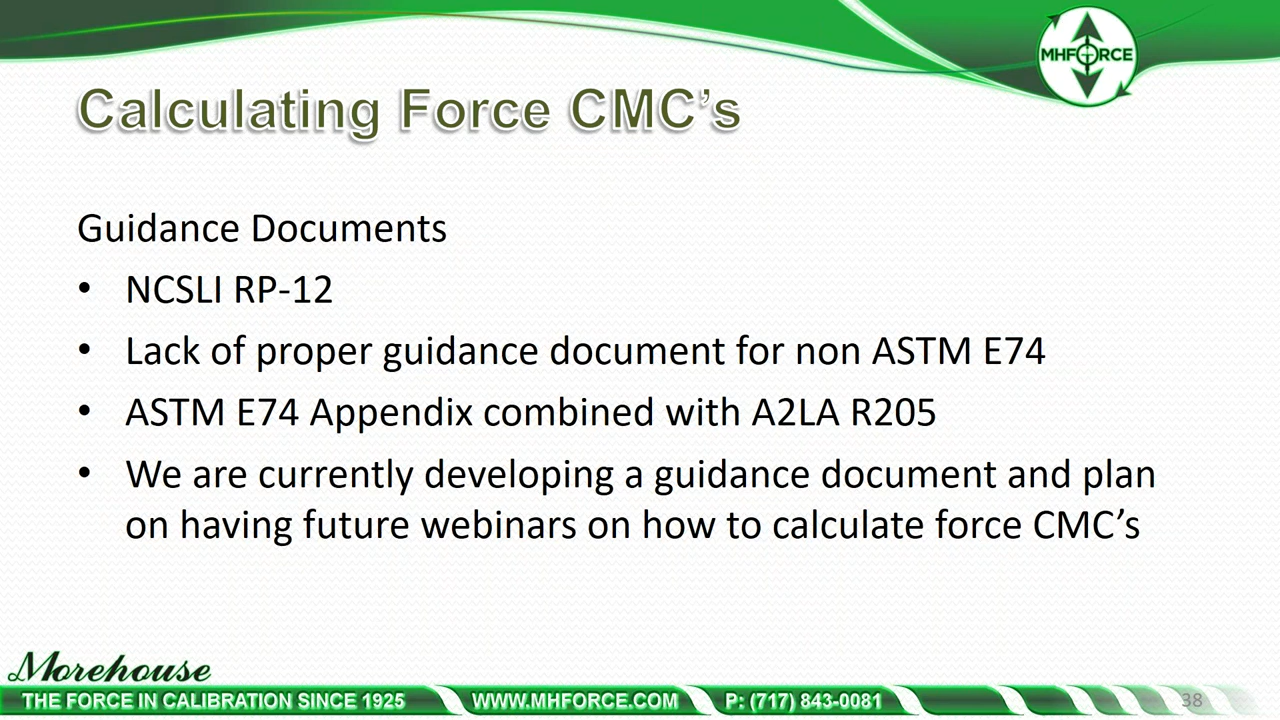 MHFORCE
Calculating Force CMC’s
Guidance Documents
• NCSLI RP-12
• Lack of proper guidance document for non ASTM E74
• ASTM E74 Appendix combined with A2LA R205
• We are currently developing a guidance document and plan
on having future webinars on how to calculate force CMC’s
Morehouse
THE FORCE IN CALIBRATION SINCE 1925 WWW.MHFORCE.COM P: (717) 843-0081 38